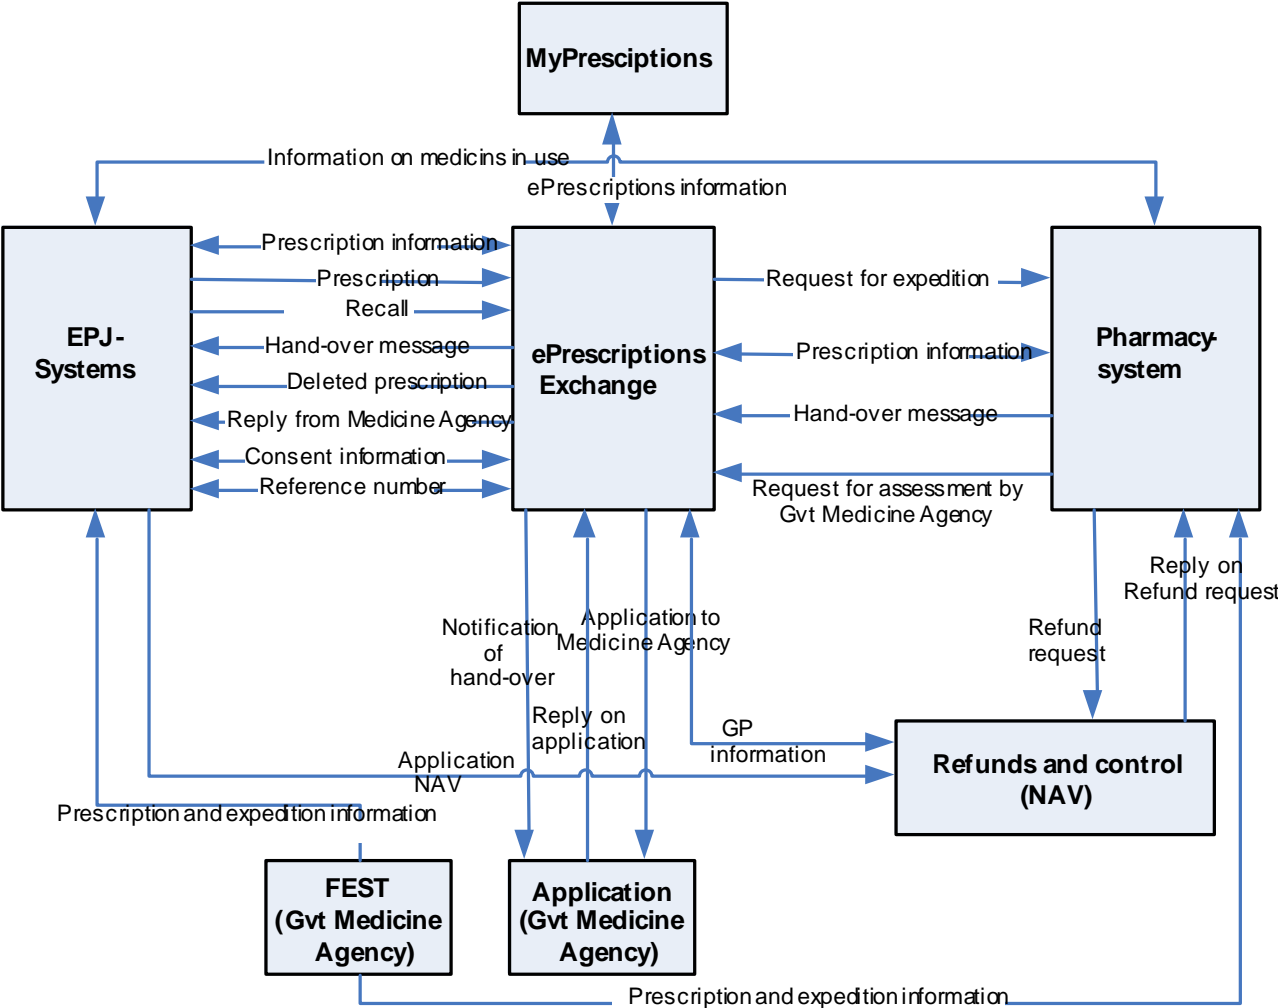 MyPresciptions
Information on medicins in use
ePrescriptions information
Prescription information
Prescription
Recall
Hand-over message
Deleted prescription
Reply from Medicine Agency
Consent information
Reference number
EPJ-
Systems
ePrescriptions
Exchange
Request for expedition
Prescription information
Hand-over message
Request for assessment by
Gvt Medicine Agency
Pharmacy-
system
Reply on
Refund request
Refund
request
Notification
of
hand-over
Application to
Medicine Agency
Reply on
application
GP
information
Application
NAV
Refunds and control
(NAV)
Prescription and expedition information
FEST
(Gvt Medicine
Agency)
Application
(Gvt Medicine
Agency)
Prescription and expedition information